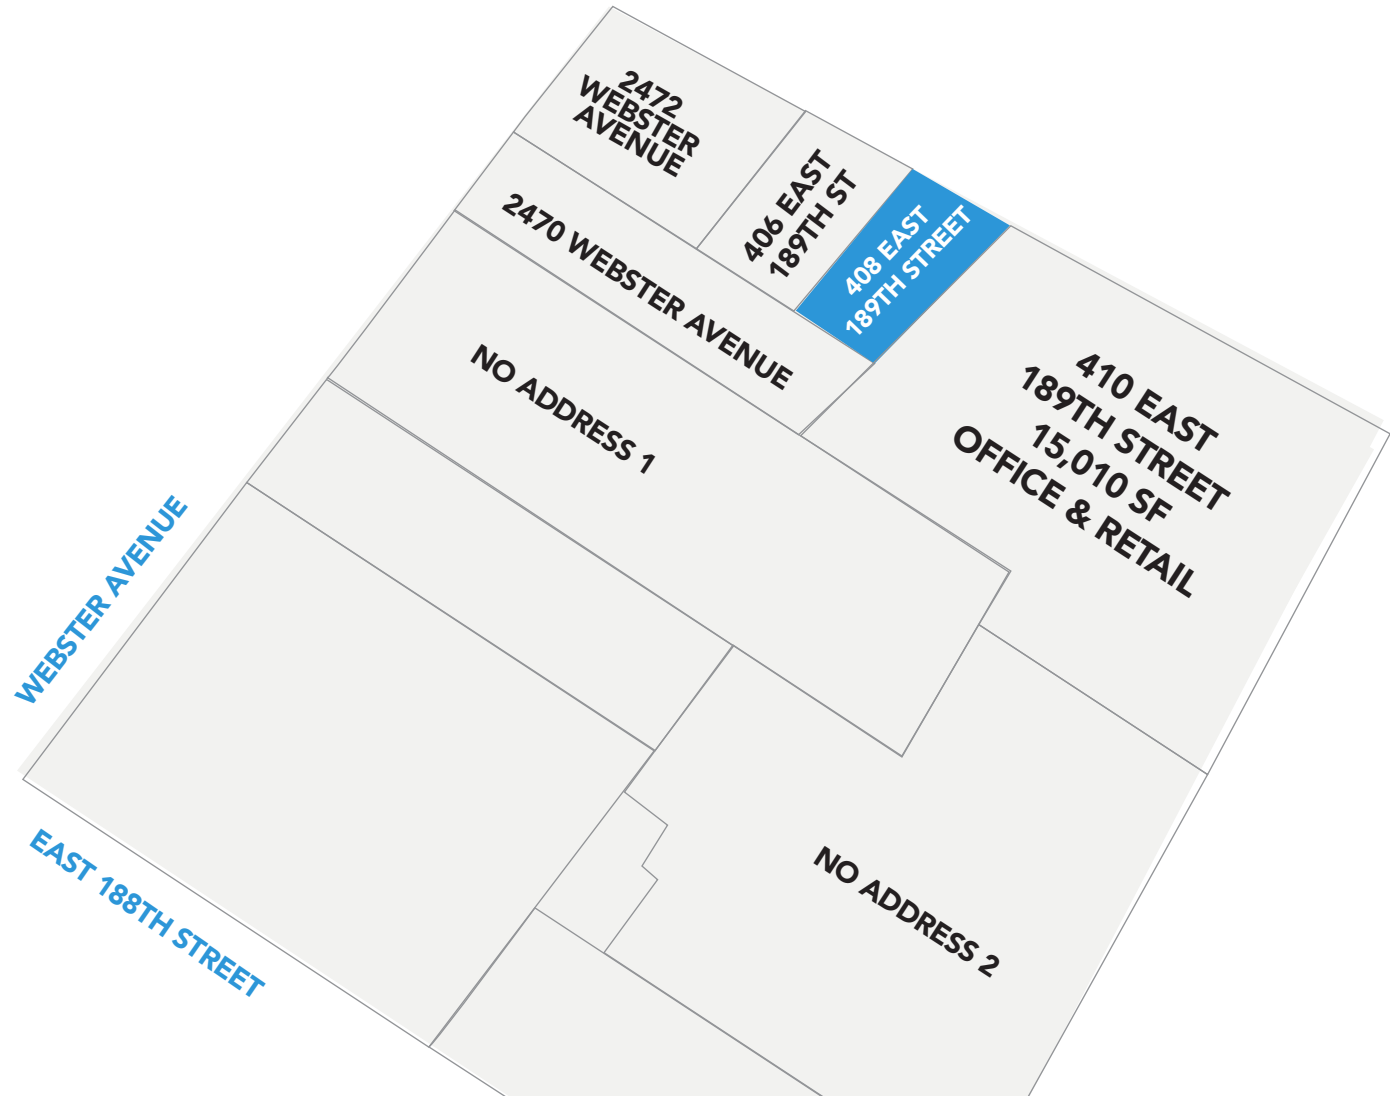 2472
WEBSTER
AVENUE
406 EAST
189TH ST
408 EAST
189TH STREET
2470 WEBSTER AVENUE
NO ADDRESS 1
410 EAST
189TH STREET
15,010 SF
OFFICE & RETAIL
WEBSTER AVENUE
EAST 188TH STREET
NO ADDRESS 2